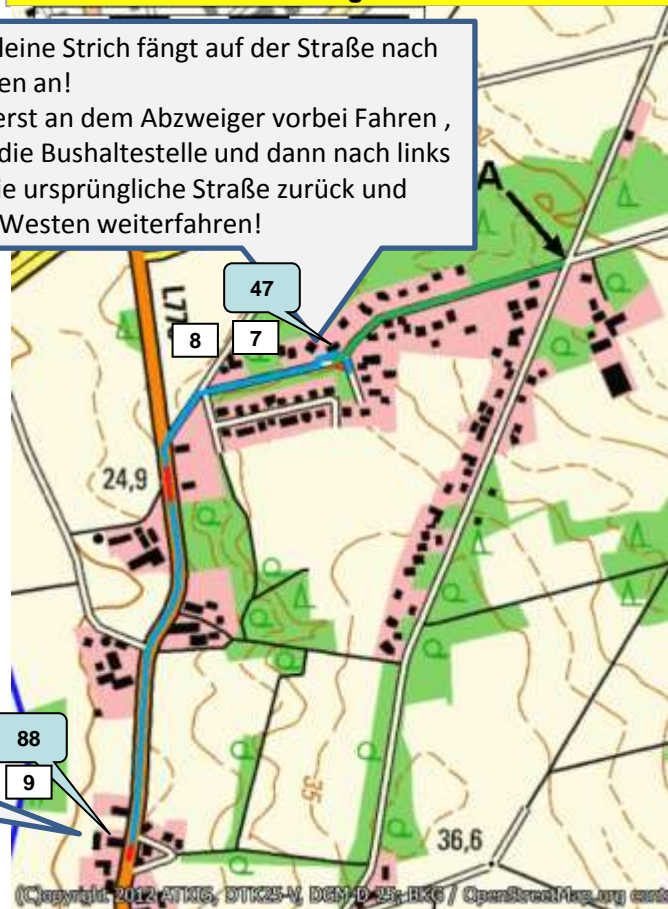 leine Strich fängt auf der Straße nach
en an!
erst an dem Abzweiger vorbei Fahren ,
die Bushaltestelle und dann nach links
ie ursprüngliche Straße zurück und
Westen weiterfahren!
A
47
8
7
24,9
88
9
35
36,6
(C)opyright 2012 ATKIS, DTK25-V, DGM-D 25; BKG / OpenStreetMap.org cont